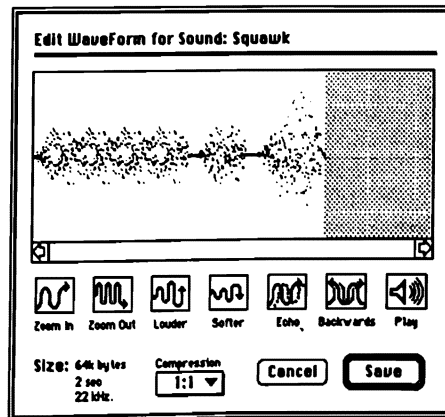 Edit WaveForm for Sound: Squawk
Zoom In Zoom Out Louder Softer Echo Backwards Play
Size: 64k bytes
2 sec
22 kHz.
Compression
1:1
Cancel
Save